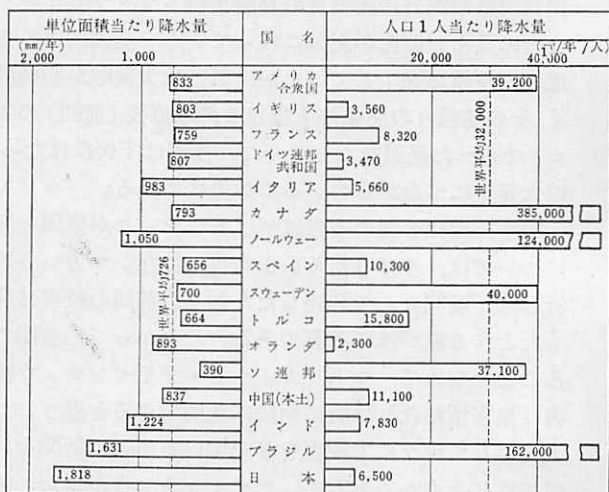 単位面積当たり降水量 国名 人口1人当たり降水量
(mm/年) (㎥/年/人)
2,000 1,000 20,000 40,000
833 アメリカ合衆国 39,200
803 イギリス 3,560
759 フランス 8,320
807 ドイツ連邦共和国 3,470
983 イタリア 5,660
793 カナダ 385,000
1,050 ノールウェー 124,000
656 スペイン 10,300
700 スウェーデン 40,000
664 15,800
893 オランダ 2,300
390 ソ連邦 37,100
837 中国(本土) 11,100
1,224 インド 7,830
1,631 ブラジル 162,000
1,818 日本 6,500
世界平均726
世界平均32,000